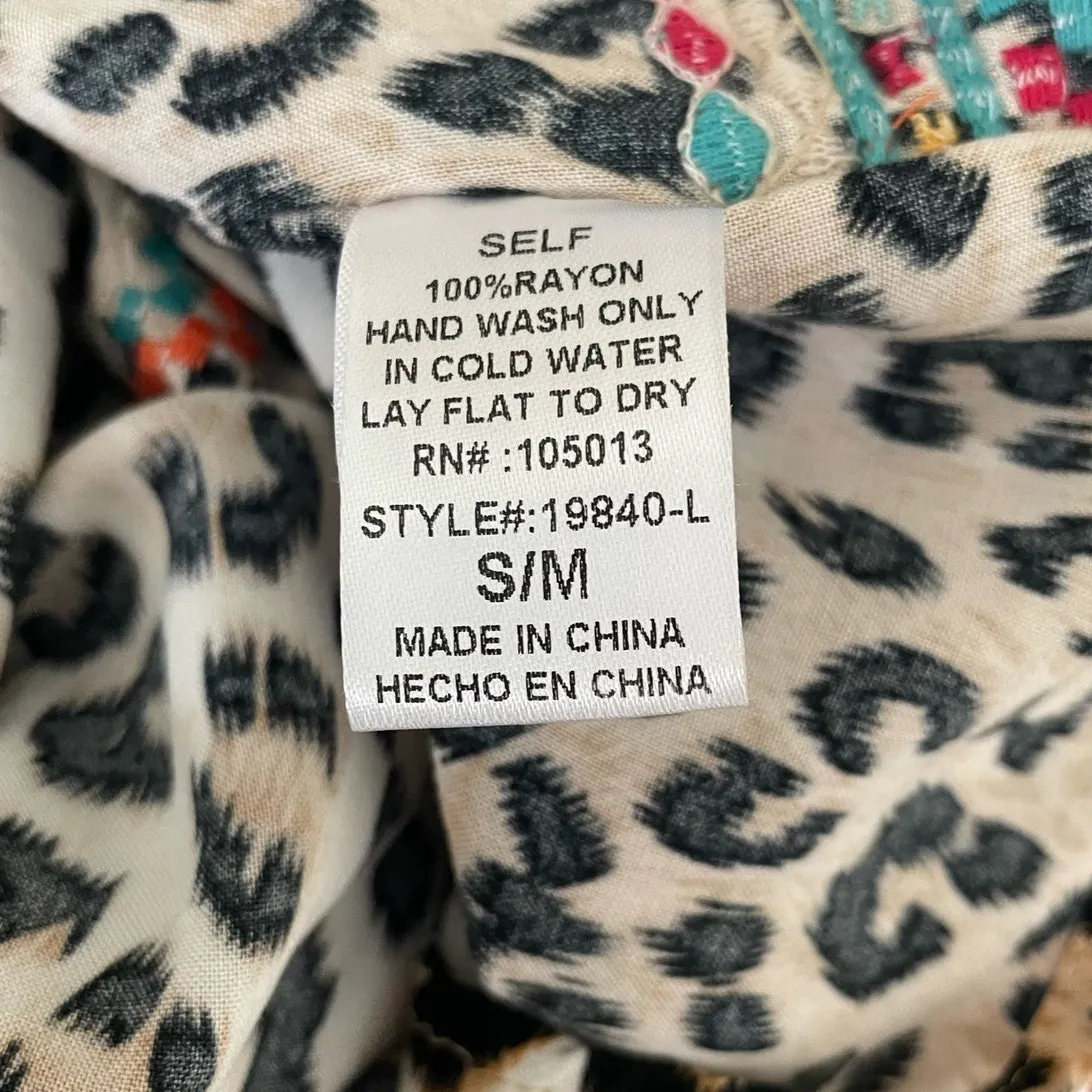 SELF
100%RAYON
HAND WASH ONLY
IN COLD WATER
LAY FLAT TO DRY
RN# :105013
STYLE#:19840-L
S/M
MADE IN CHINA
HECHO EN CHINA